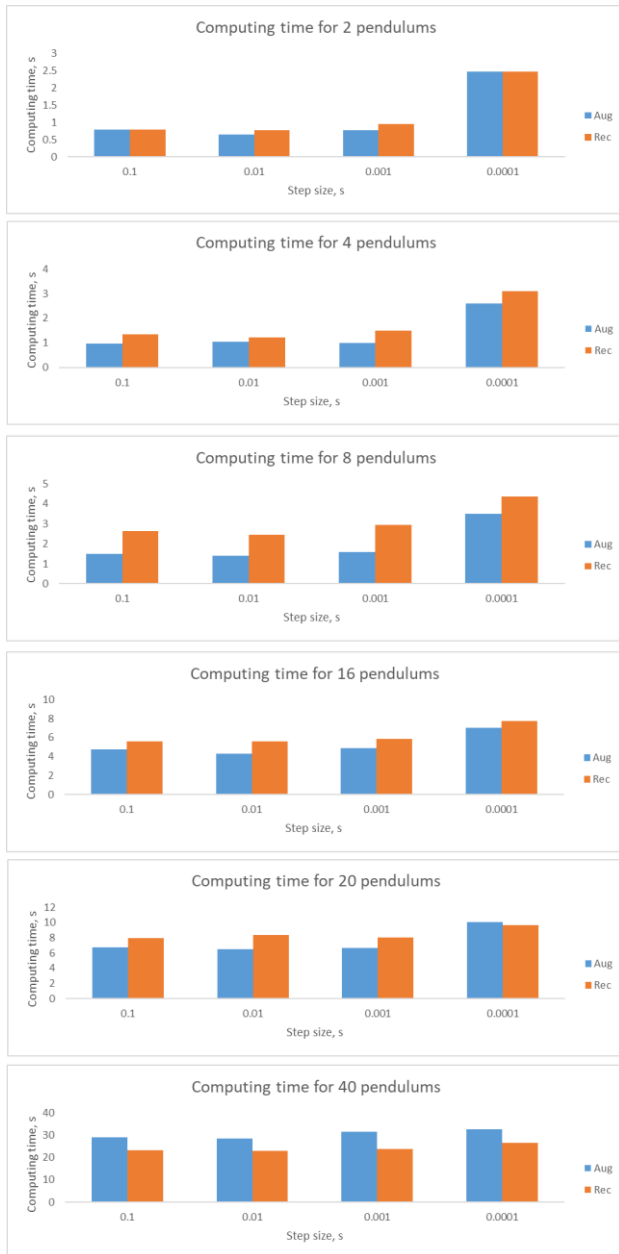 Computing time for 2 pendulums
Computing time, s
3
2.5
2
1.5
1
0.5
0
0.1 0.01 0.001 0.0001
Step size, s
Aug
Rec
Computing time for 4 pendulums
Computing time, s
4
3
2
1
0
0.1 0.01 0.001 0.0001
Step size, s
Aug
Rec
Computing time for 8 pendulums
Computing time, s
5
4
3
2
1
0
0.1 0.01 0.001 0.0001
Step size, s
Aug
Rec
Computing time for 16 pendulums
Computing time, s
10
8
6
4
2
0
0.1 0.01 0.001 0.0001
Step size, s
Aug
Rec
Computing time for 20 pendulums
Computing time, s
12
10
8
6
4
2
0
0.1 0.01 0.001 0.0001
Step size, s
Aug
Rec
Computing time for 40 pendulums
Computing time, s
40
30
20
10
0
0.1 0.01 0.001 0.0001
Step size, s
Aug
Rec